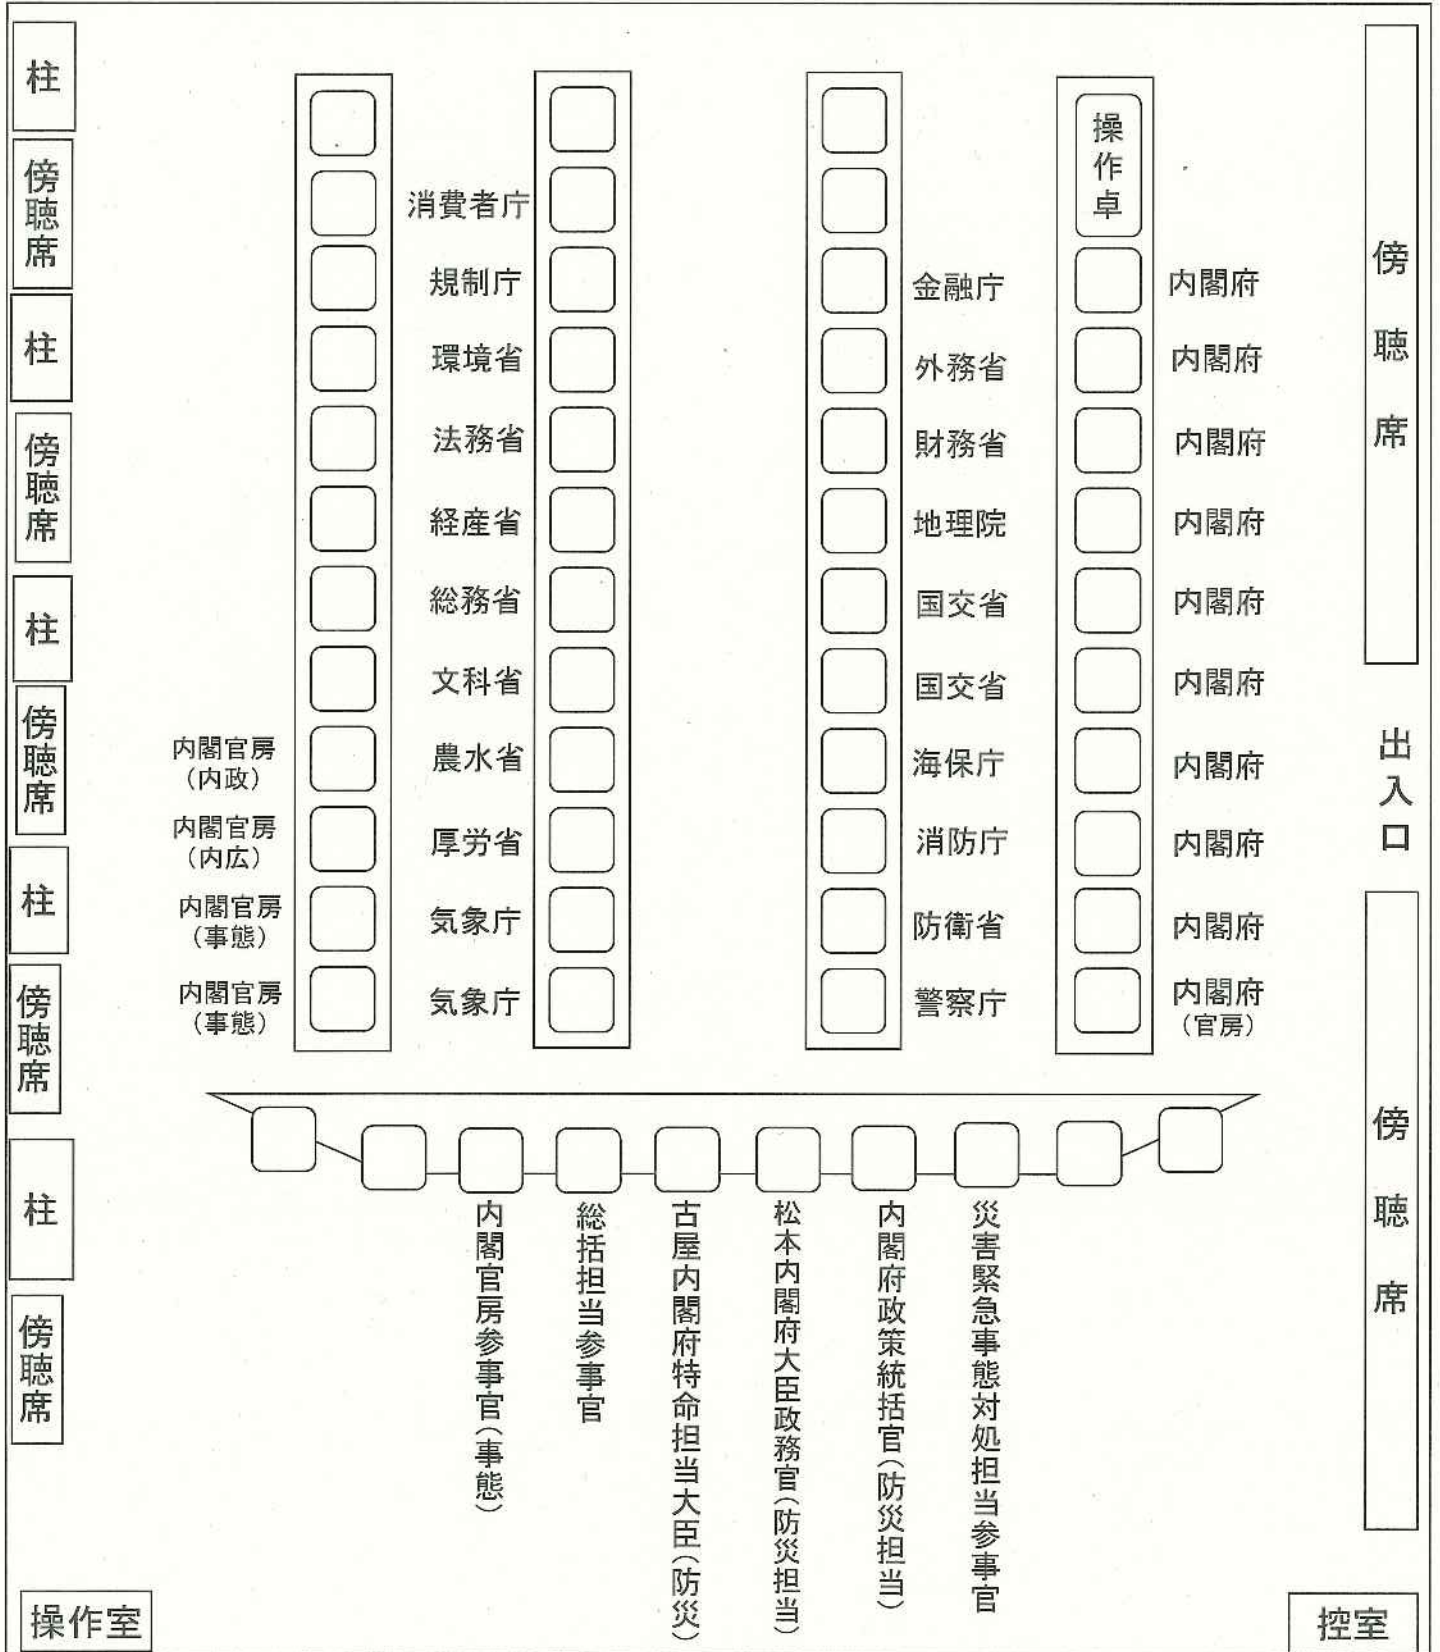 柱
傍聴席
柱
傍聴席
柱
傍聴席
柱
傍聴席
柱
傍聴席
操作室
内閣官房
（内政）
内閣官房
（内広）
内閣官房
（事態）
内閣官房
（事態）
消費者庁
規制庁
環境省
法務省
経産省
総務省
文科省
農水省
厚労省
気象庁
気象庁
金融庁
外務省
財務省
地理院
国交省
国交省
海保庁
消防庁
防衛省
警察庁
操作卓
内閣府
内閣府
内閣府
内閣府
内閣府
内閣府
内閣府
内閣府
内閣府
内閣府
（官房）
傍聴席
出入口
傍聴席
内閣官房参事官（事態）
総括担当参事官
古屋内閣府特命担当大臣（防災）
松本内閣府大臣政務官（防災担当）
内閣府政策統括官（防災担当）
災害緊急事態対処担当参事官
控室